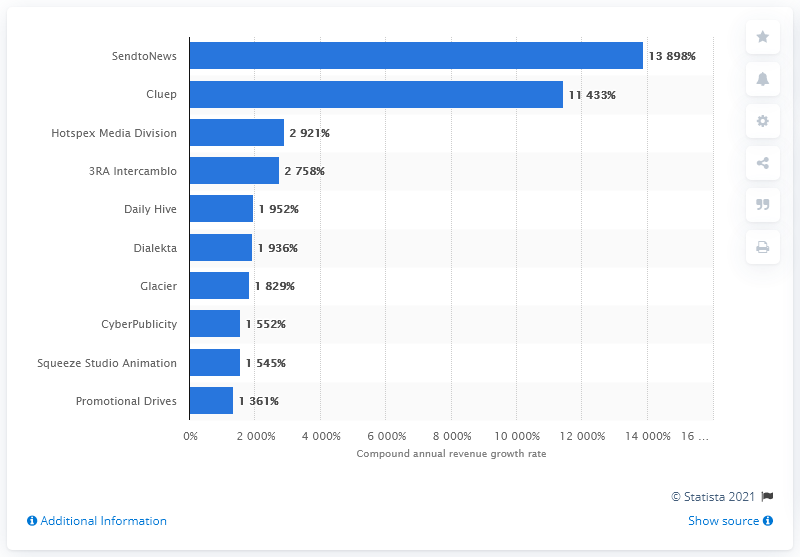 SendtoNews 13 898%
Cluep 11 433%
Hotspex Media Division 2 921%
3RA Intercamblo 2 758%
Daily Hive 1 952%
Dialekta 1 936%
Glacier 1 829%
CyberPublicity 1 552%
Squeeze Studio Animation 1 545%
Promotional Drives 1 361%
0% 2 000% 4 000% 6 000% 8 000% 10 000% 12 000% 14 000% 16 ...
Compound annual revenue growth rate
© Statista 2021
Additional Information Show source